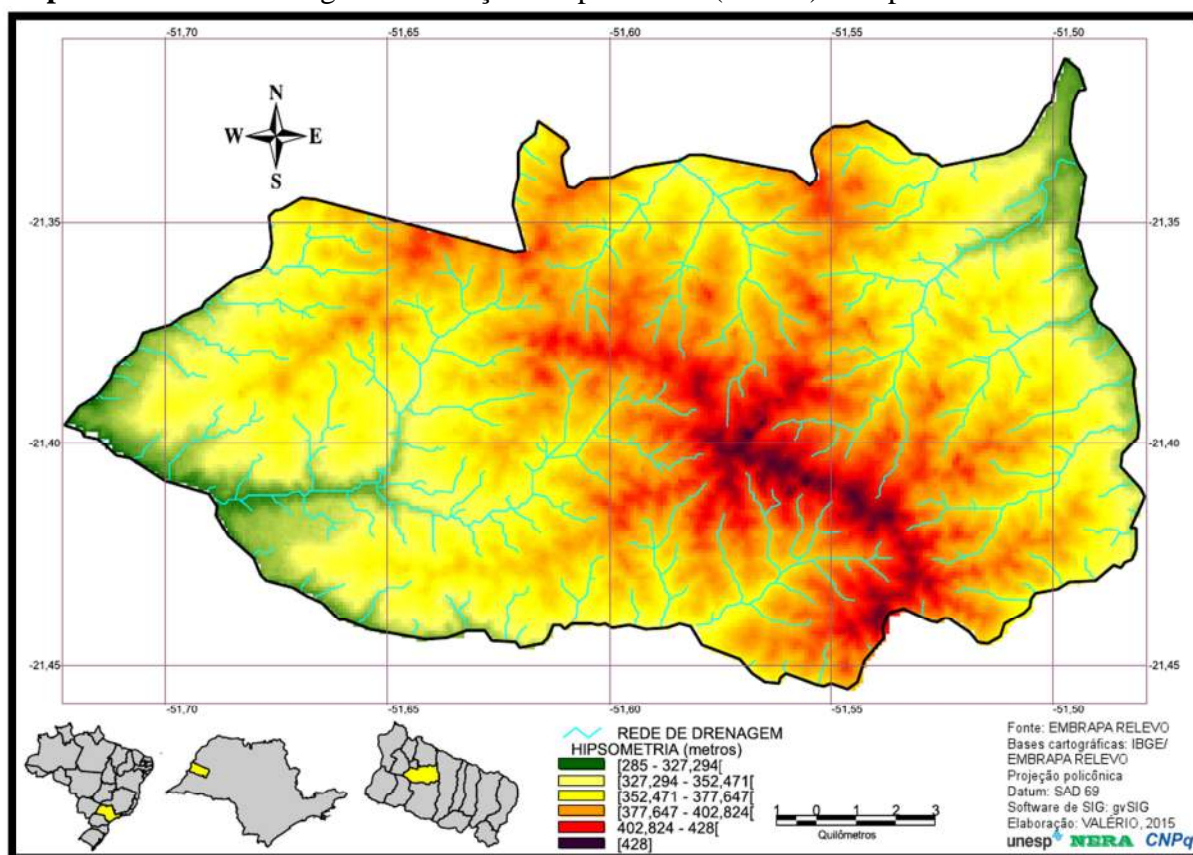 -51,70 -51,65 -51,60 -51,55 -51,50
N
W E
S
-21,35 -21,35
-21,40 -21,40
-21,45 -21,45
-51,70 -51,65 -51,60 -51,55 -51,50
REDE DE DRENAGEM
HIPSOMETRIA (metros)
[285 - 327,294[
[327,294 - 352,471[
[352,471 - 377,647[
[377,647 - 402,824[
402,824 - 428[
[428]
1 0 1 2 3
Quilômetros
Fonte: EMBRAPA RELEVO
Bases cartográficas: IBGE/
EMBRAPA RELEVO
Projeção policônica
Datum: SAD 69
Software de SIG: gvSIG
Elaboração: VALÉRIO, 2015
unesp NERA CNPq